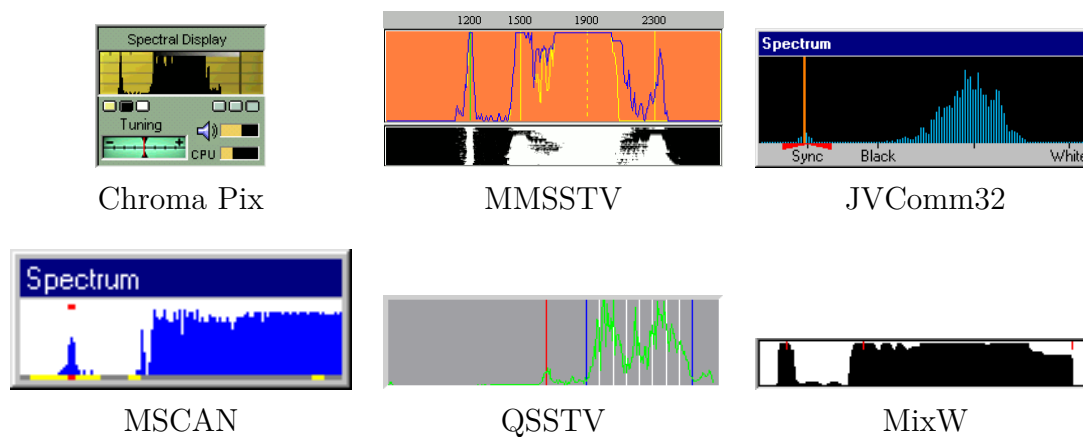 Spectral Display
Tuning
CPU
Chroma Pix
1200 1500 1900 2300
MMSSTV
Spectrum
Sync Black White
JVComm32
Spectrum
MSCAN
QSSTV
MixW